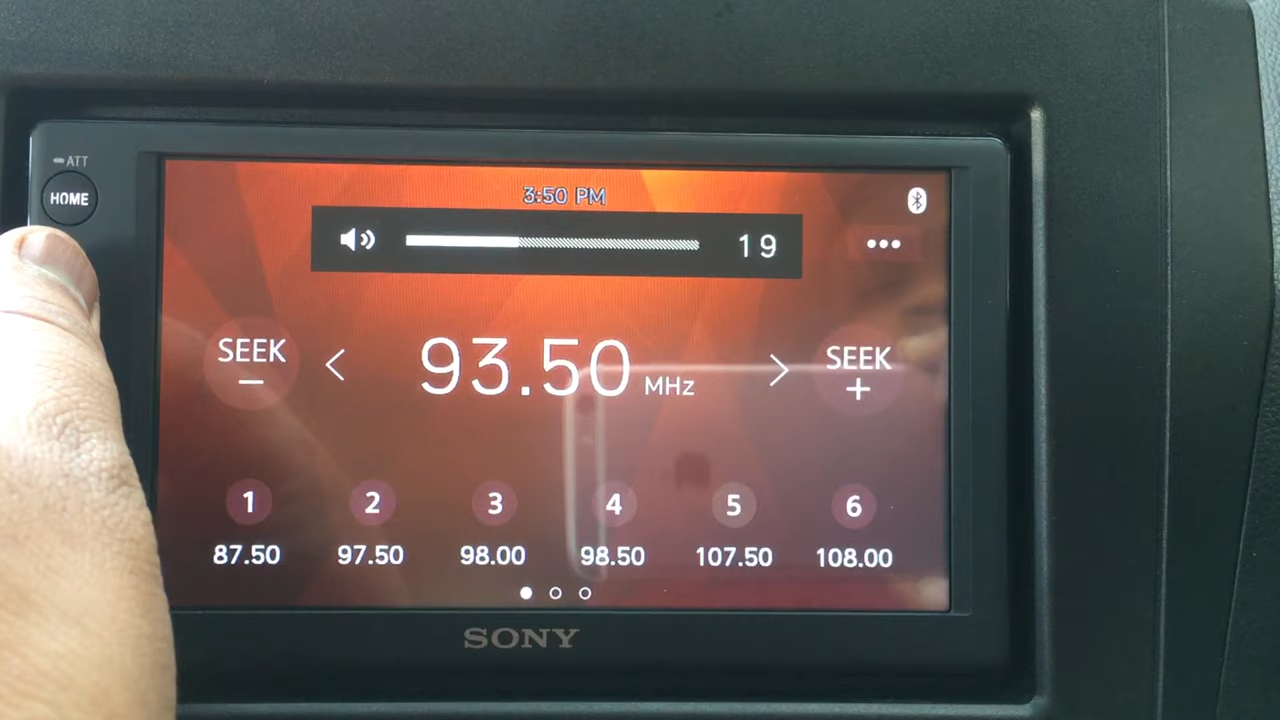 ATT
HOME
3:50 PM
19
SEEK
−
93.50 MHz
SEEK
+
1 2 3 4 5 6
87.50 97.50 98.00 98.50 107.50 108.00
SONY